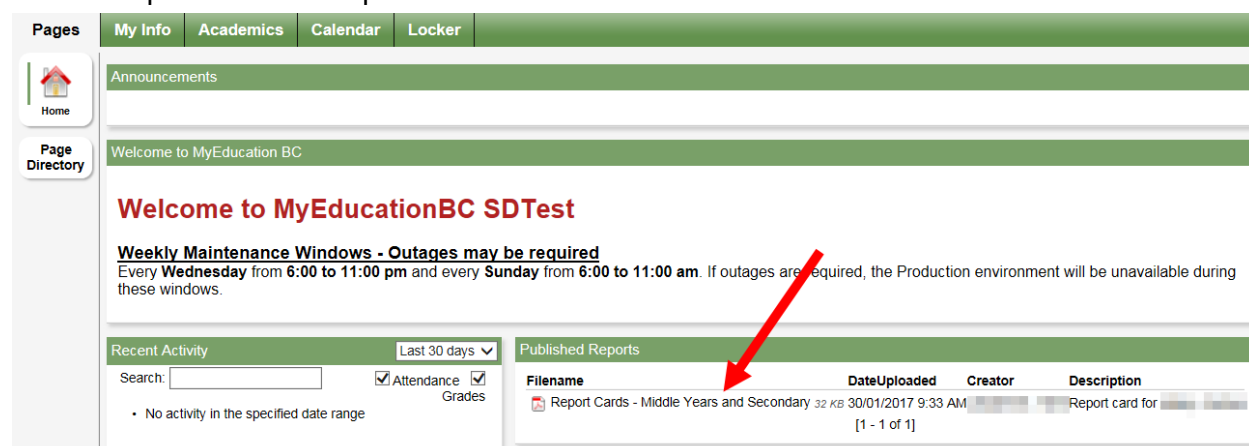 Pages
My Info Academics Calendar Locker
Home
Page
Directory
Announcements
Welcome to MyEducation BC
Welcome to MyEducationBC SDTest
Weekly Maintenance Windows - Outages may be required
Every Wednesday from 6:00 to 11:00 pm and every Sunday from 6:00 to 11:00 am. If outages are required, the Production environment will be unavailable during
these windows.
Recent Activity Last 30 days
Search: Attendance
Grades
No activity in the specified date range
Published Reports
Filename DateUploaded Creator Description
Report Cards - Middle Years and Secondary 32 KB 30/01/2017 9:33 AM Report card for
[1 - 1 of 1]